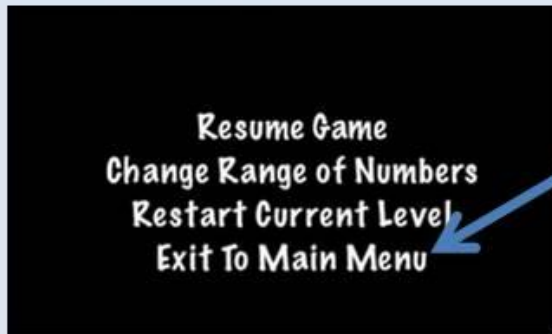 Resume Game
Change Range of Numbers
Restart Current Level
Exit To Main Menu